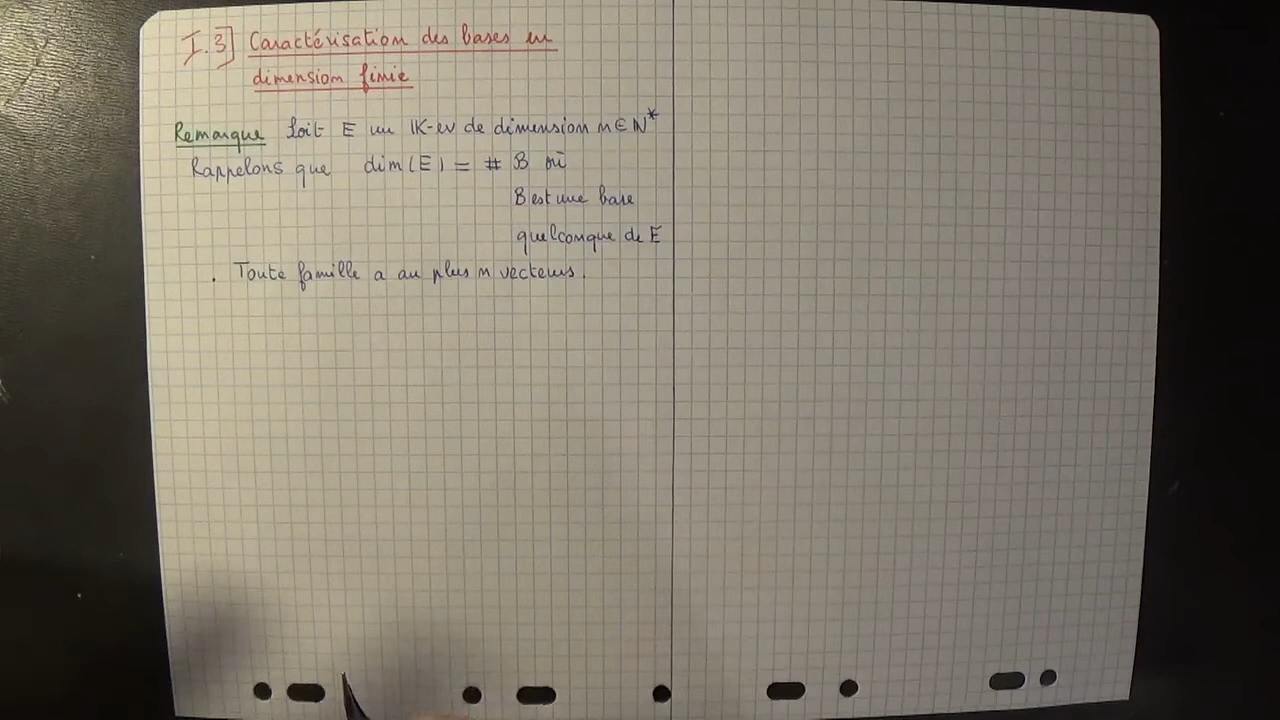 I.3] Caractérisation des bases en
dimension finie
Remarque Soit E un IK-ev de dimension n ∈ N*
Rappelons que dim(E) = # B où
B est une base
quelconque de E
. Toute famille a au plus n vecteurs.